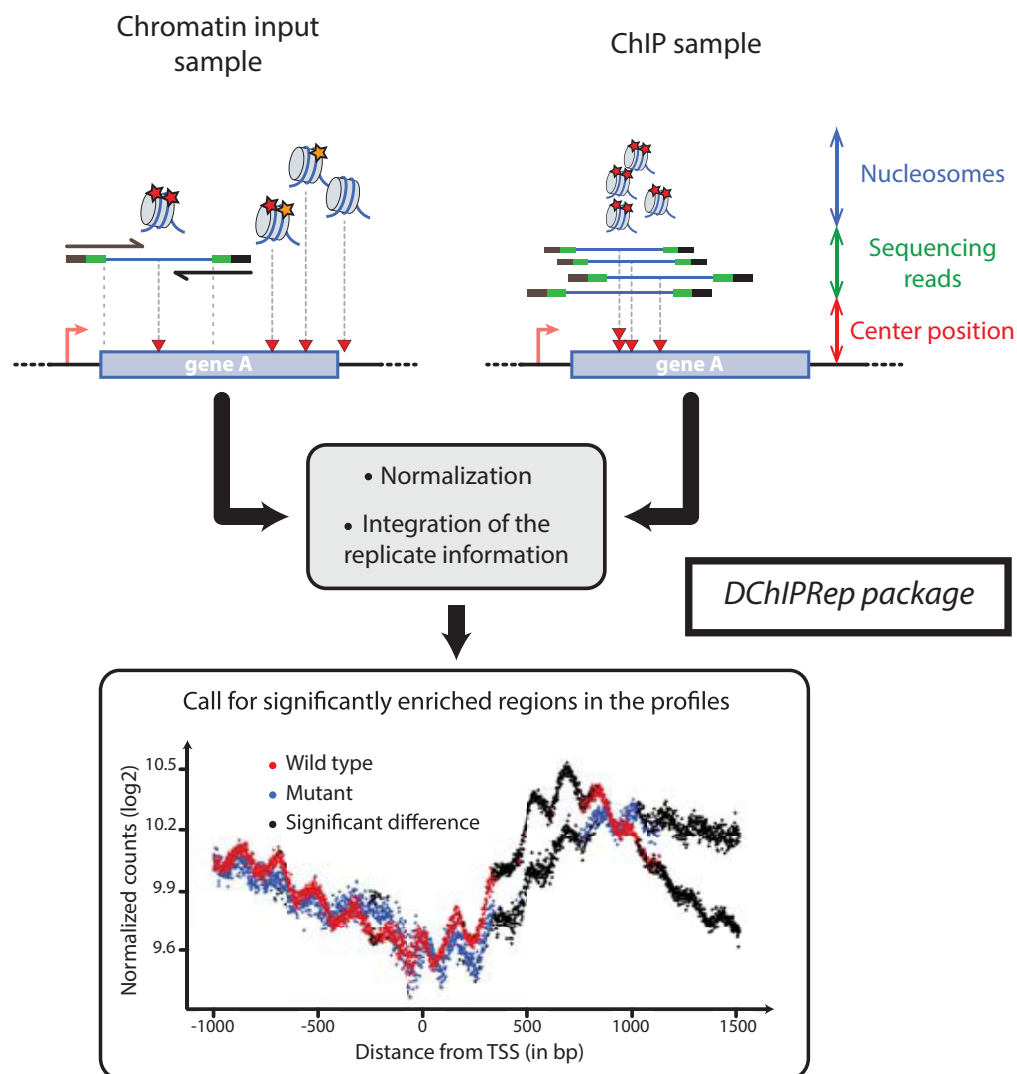 Chromatin input
sample
ChIP sample
Nucleosomes
Sequencing
reads
Center position
gene A
gene A
• Normalization
• Integration of the
replicate information
DChIPRep package
Call for significantly enriched regions in the profiles
Normalized counts (log2)
10.5
10.2
9.9
9.6
Wild type
Mutant
Significant difference
-1000
-500
0
500
1000
1500
Distance from TSS (in bp)